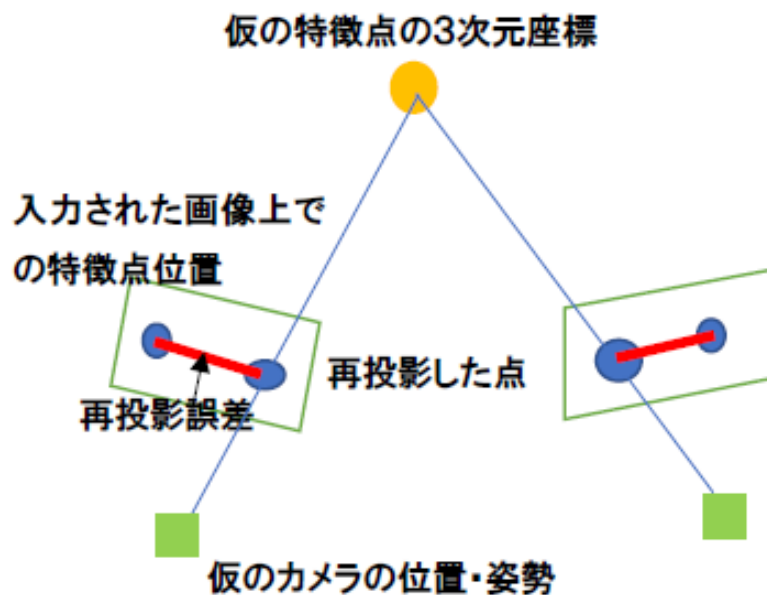 仮の特徴点の3次元座標
入力された画像上で
の特徴点位置
再投影した点
再投影誤差
仮のカメラの位置・姿勢